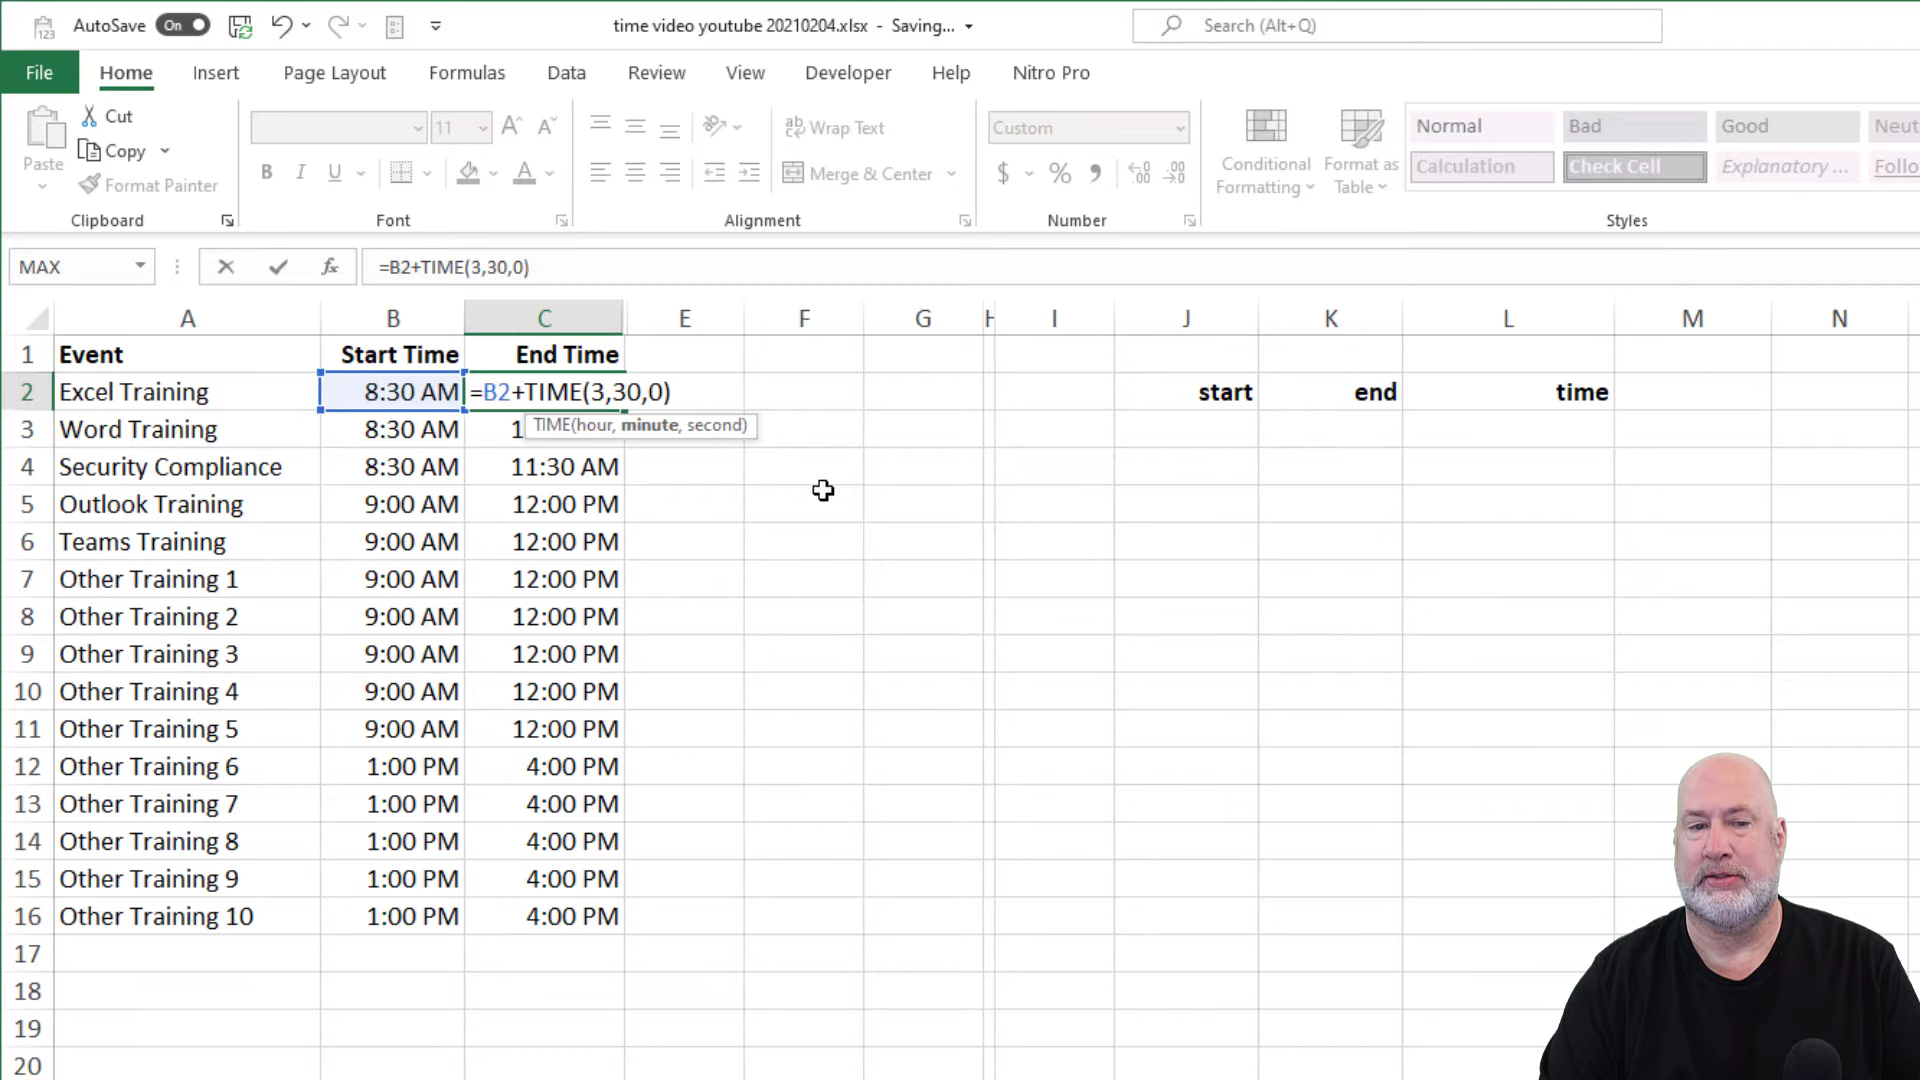 AutoSave On time video youtube 20210204.xlsx - Saving... Search (Alt+Q)
File Home Insert Page Layout Formulas Data Review View Developer Help Nitro Pro
Paste
Cut
Copy
Format Painter
Clipboard
11
B I U
Font
Wrap Text
Merge & Center
Alignment
Custom
$ % ,
Number
Conditional Formatting
Format as Table
Normal Bad Good
Calculation Check Cell Explanatory ...
Styles
MAX fx =B2+TIME(3,30,0)
A B C E F G H I J K L M N
1 Event Start Time End Time
2 Excel Training 8:30 AM =B2+TIME(3,30,0) start end time
TIME(hour, minute, second)
3 Word Training 8:30 AM
4 Security Compliance 8:30 AM 11:30 AM
5 Outlook Training 9:00 AM 12:00 PM
6 Teams Training 9:00 AM 12:00 PM
7 Other Training 1 9:00 AM 12:00 PM
8 Other Training 2 9:00 AM 12:00 PM
9 Other Training 3 9:00 AM 12:00 PM
10 Other Training 4 9:00 AM 12:00 PM
11 Other Training 5 9:00 AM 12:00 PM
12 Other Training 6 1:00 PM 4:00 PM
13 Other Training 7 1:00 PM 4:00 PM
14 Other Training 8 1:00 PM 4:00 PM
15 Other Training 9 1:00 PM 4:00 PM
16 Other Training 10 1:00 PM 4:00 PM
17
18
19
20